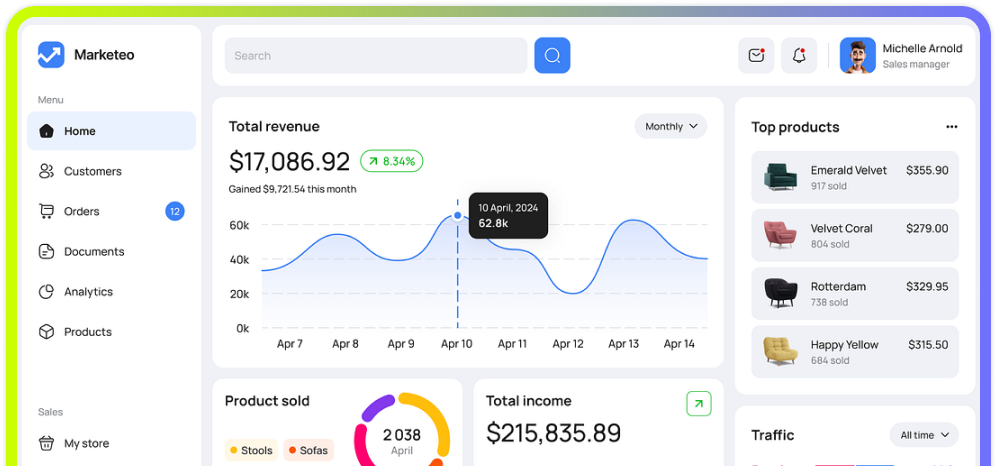 Marketeo
Menu
Home
Customers
Orders
12
Documents
Analytics
Products
Sales
My store
Search
Michelle Arnold
Sales manager
Total revenue
Monthly
$17,086.92
8.34%
Gained $9,721.54 this month
10 April, 2024
62.8k
60k
40k
20k
0k
Apr 7 Apr 8 Apr 9 Apr 10 Apr 11 Apr 12 Apr 13 Apr 14
Product sold
Stools
Sofas
2 038
April
Total income
$215,835.89
Top products
Emerald Velvet $355.90
917 sold
Velvet Coral $279.00
804 sold
Rotterdam $329.95
738 sold
Happy Yellow $315.50
684 sold
Traffic
All time